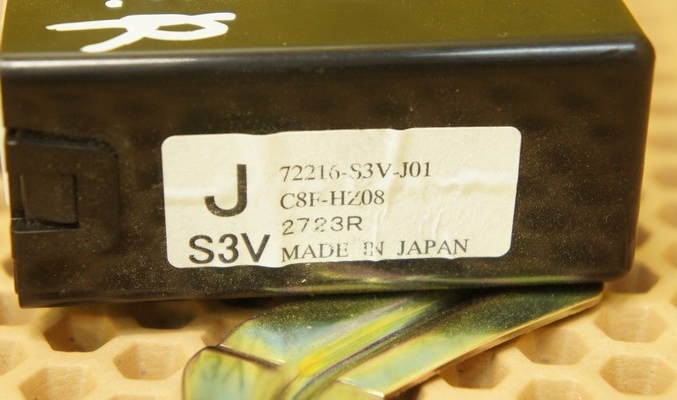 J
S3V
72216-S3V-J01
C8F-HZ08
2723R
MADE IN JAPAN